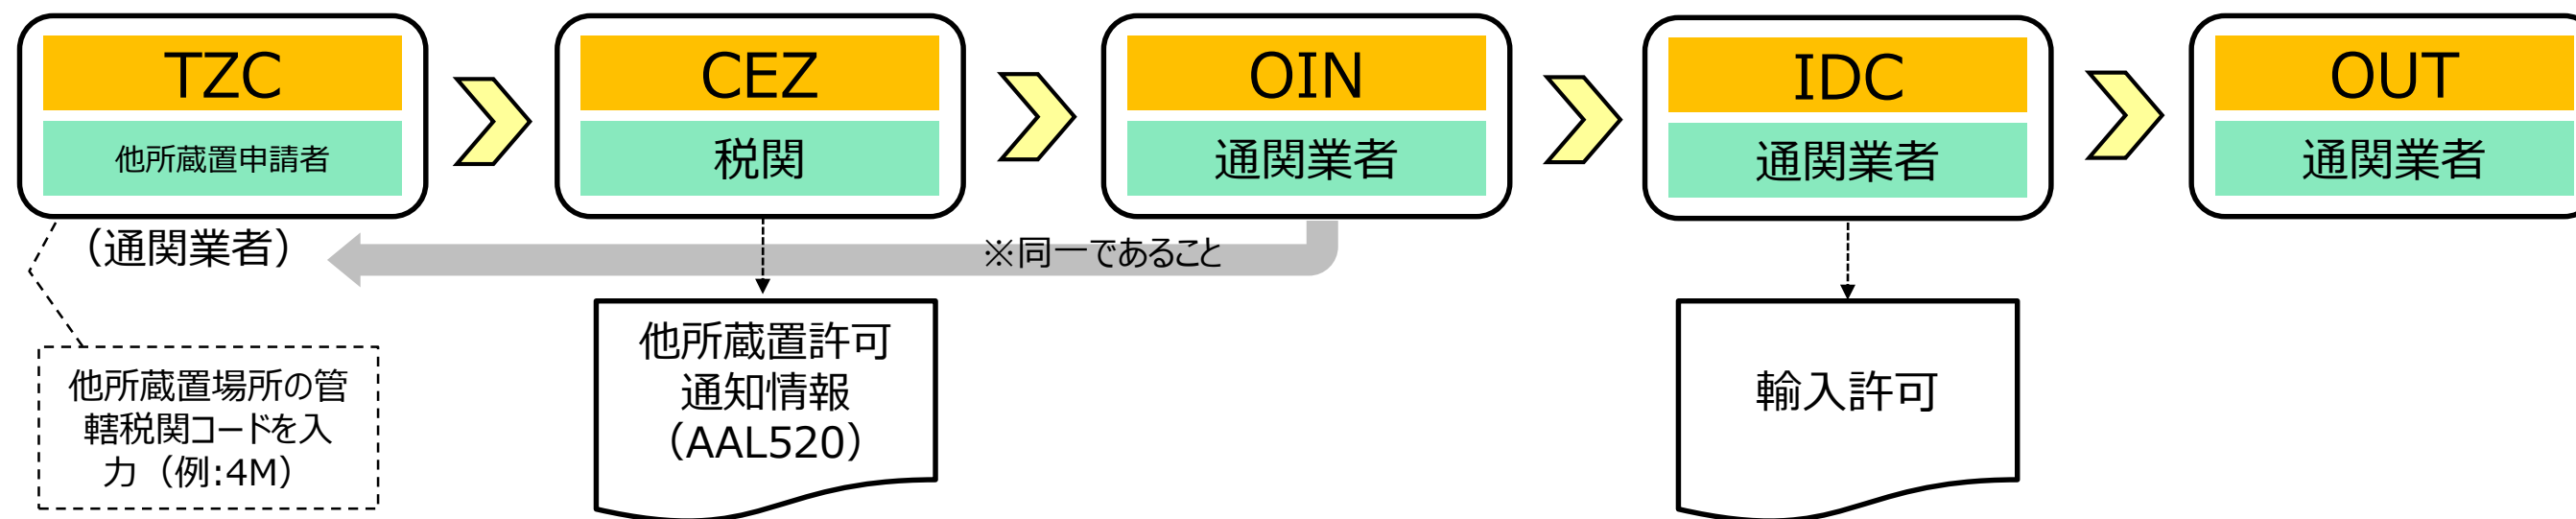 TZC
他所蔵置申請者
CEZ
税関
OIN
通関業者
IDC
通関業者
OUT
通関業者
（通関業者）
※同一であること
他所蔵置場所の管
轄税関コードを入
力（例:4M）
他所蔵置許可
通知情報
（AAL520）
輸入許可